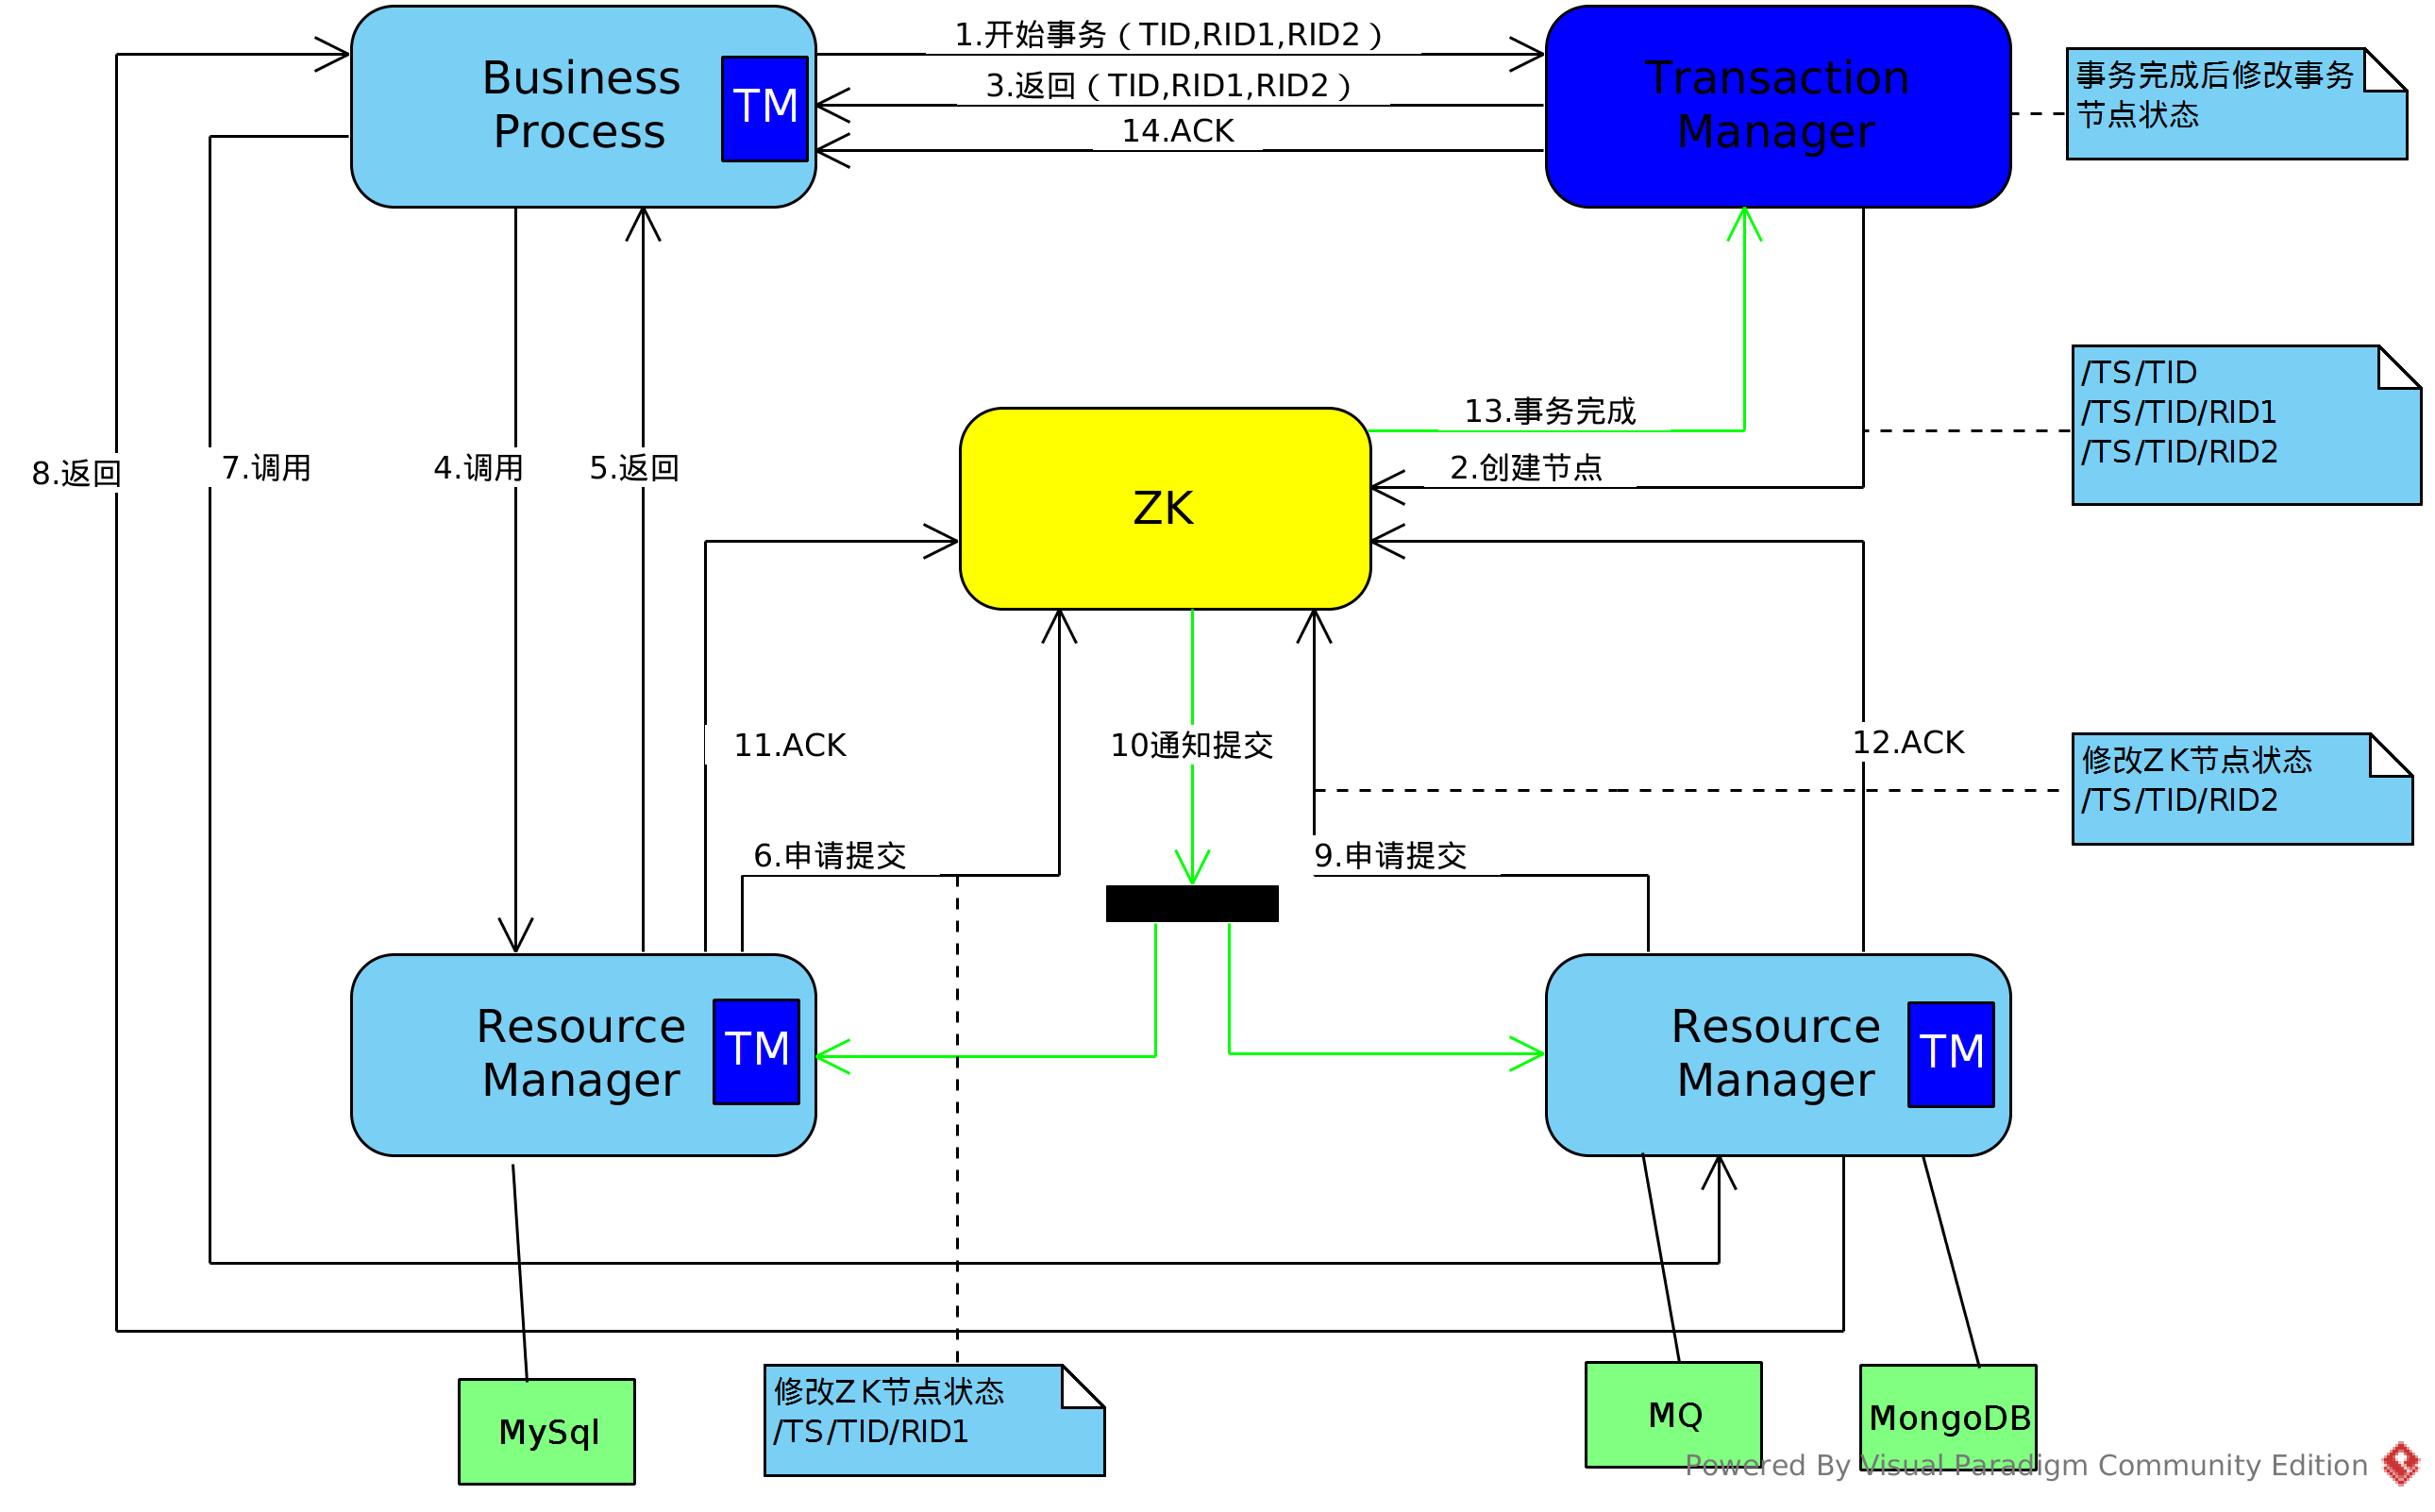 1.开始事务（TID,RID1,RID2）
Business
Process
TM
3.返回（TID,RID1,RID2）
14.ACK
Transaction
Manager
事务完成后修改事务
节点状态
/TS/TID
/TS/TID/RID1
/TS/TID/RID2
13.事务完成
2.创建节点
8.返回
7.调用
4.调用
5.返回
ZK
11.ACK
10通知提交
12.ACK
修改ZK节点状态
/TS/TID/RID2
6.申请提交
9.申请提交
Resource
Manager
TM
Resource
Manager
TM
MySql
修改ZK节点状态
/TS/TID/RID1
MQ
MongoDB
Powered By Visual Paradigm Community Edition